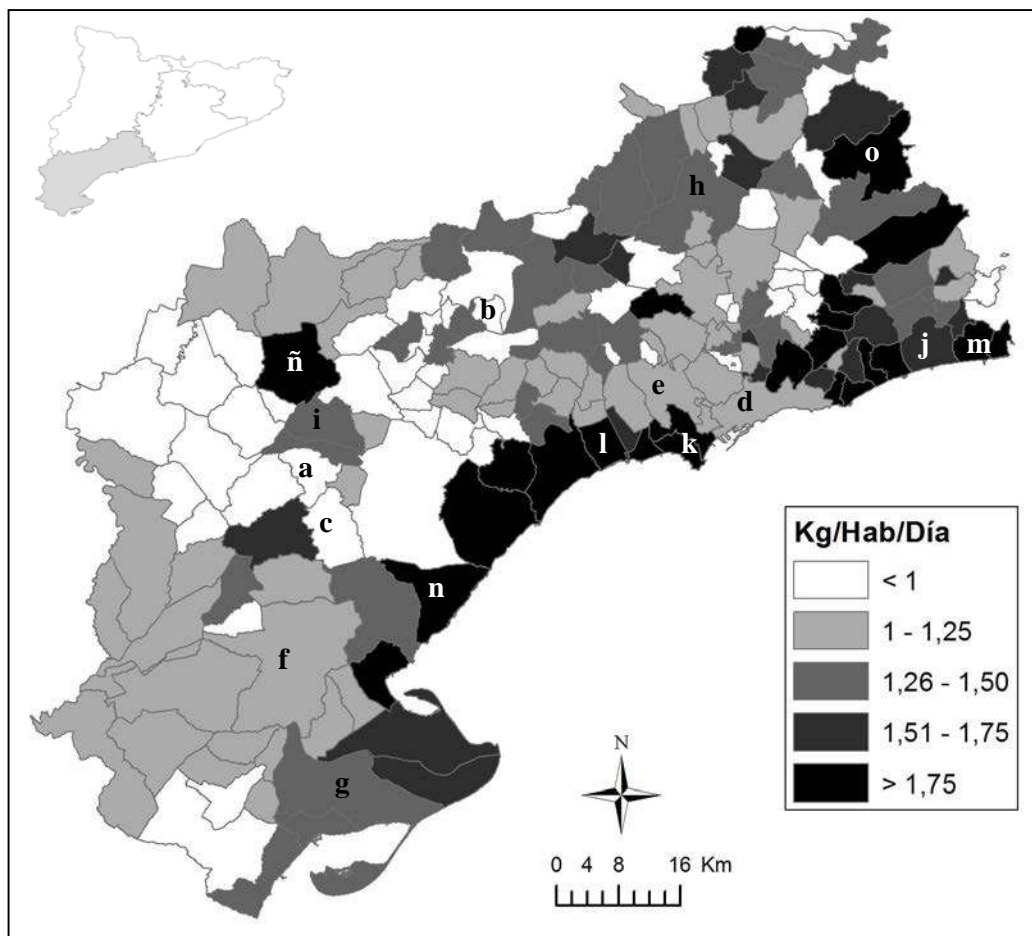 o
h
b
ñ
j
m
e
d
i
l
k
a
c
n
f
g
Kg/Hab/Día
< 1
1 - 1,25
1,26 - 1,50
1,51 - 1,75
> 1,75
N
0 4 8 16 Km